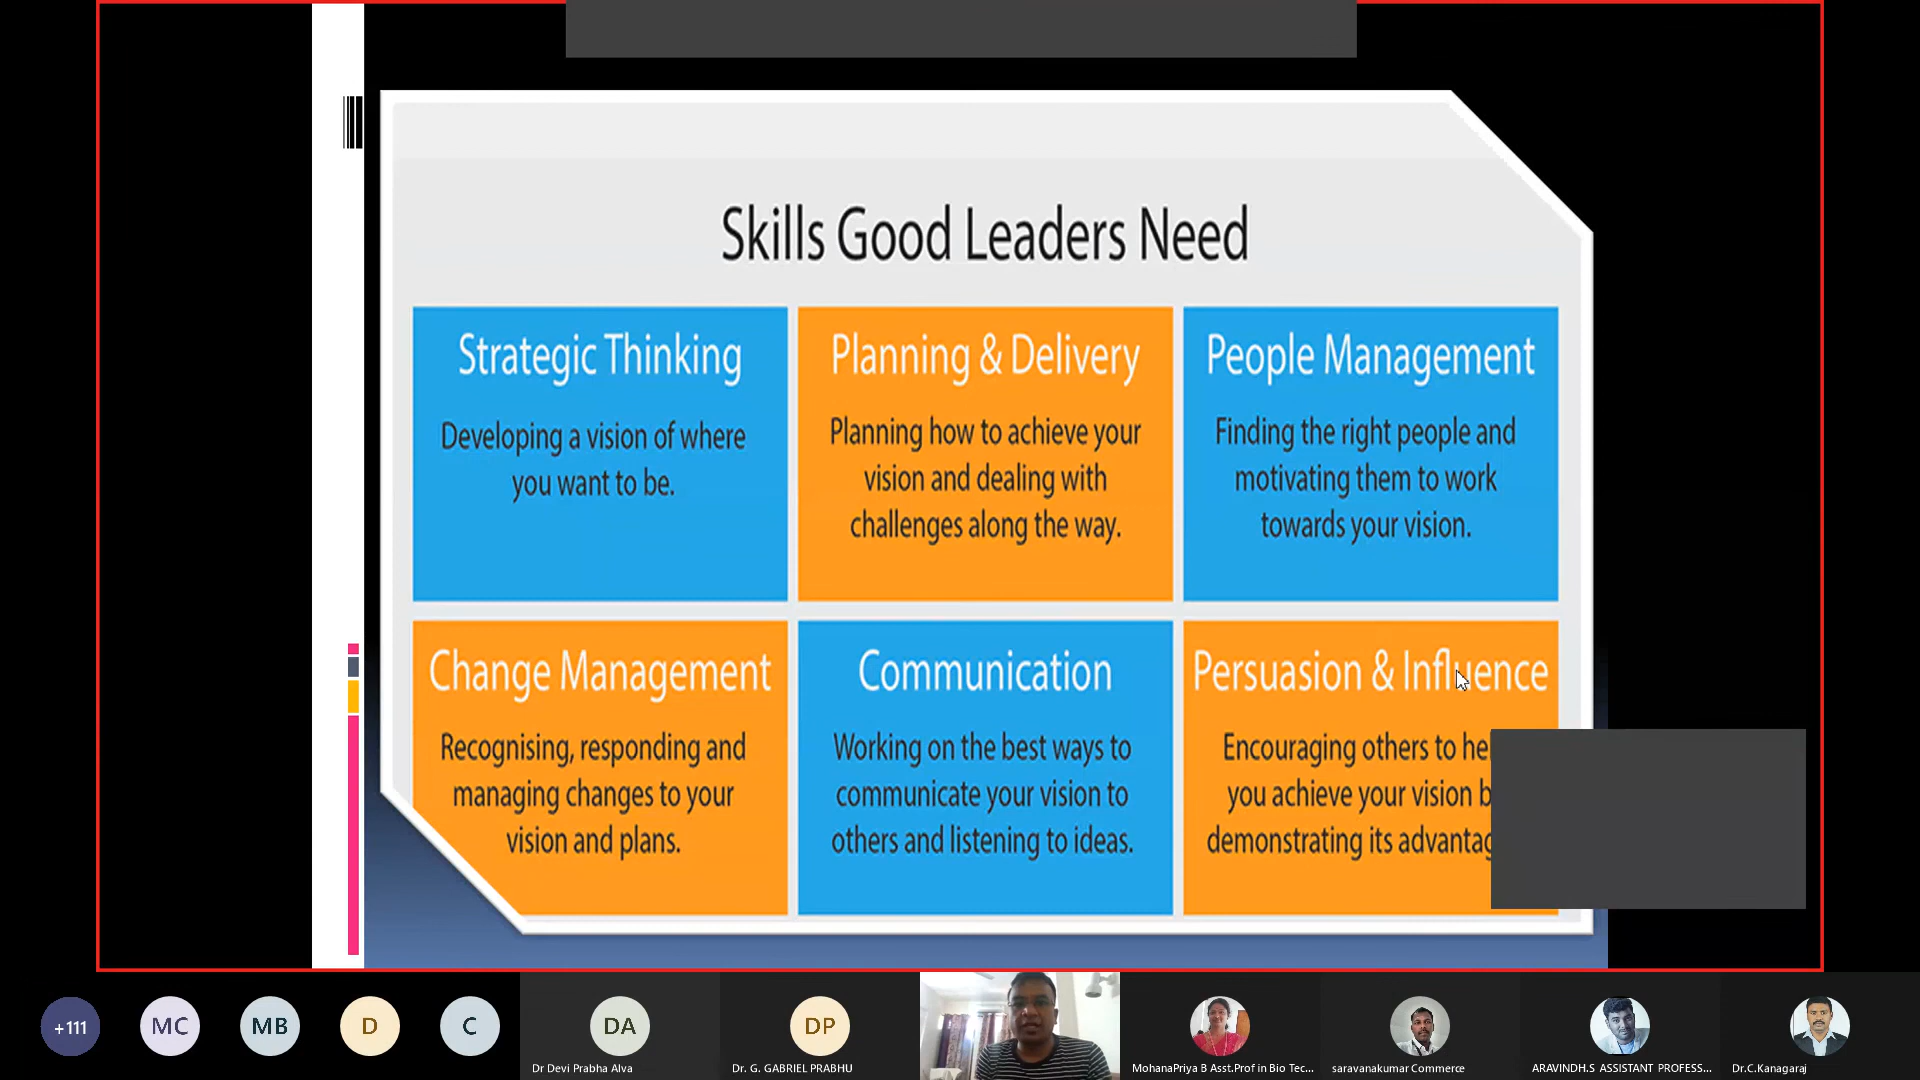 Skills Good Leaders Need
Strategic Thinking
Developing a vision of where
you want to be.
Planning & Delivery
Planning how to achieve your
vision and dealing with
challenges along the way.
People Management
Finding the right people and
motivating them to work
towards your vision.
Change Management
Recognising, responding and
managing changes to your
vision and plans.
Communication
Working on the best ways to
communicate your vision to
others and listening to ideas.
Persuasion & Influence
Encouraging others to
you achieve your vision
demonstrating its
+111
MC
MB
D
C
DA
Dr Devi Prabha Alva
DP
Dr. G. GABRIEL PRABHU
MohanaPriya B Asst.Prof in Bio Tec...
saravanakumar Commerce
ARAVINDH.S ASSISTANT PROFESS...
Dr.C.Kanagaraj